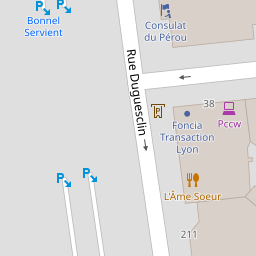 P
P
Bonnel
Servient
Consulat
du Pérou
Rue Duguesclin
38
P
Foncia
Transaction
Lyon
Pccw
P
P
L'Âme Soeur
211